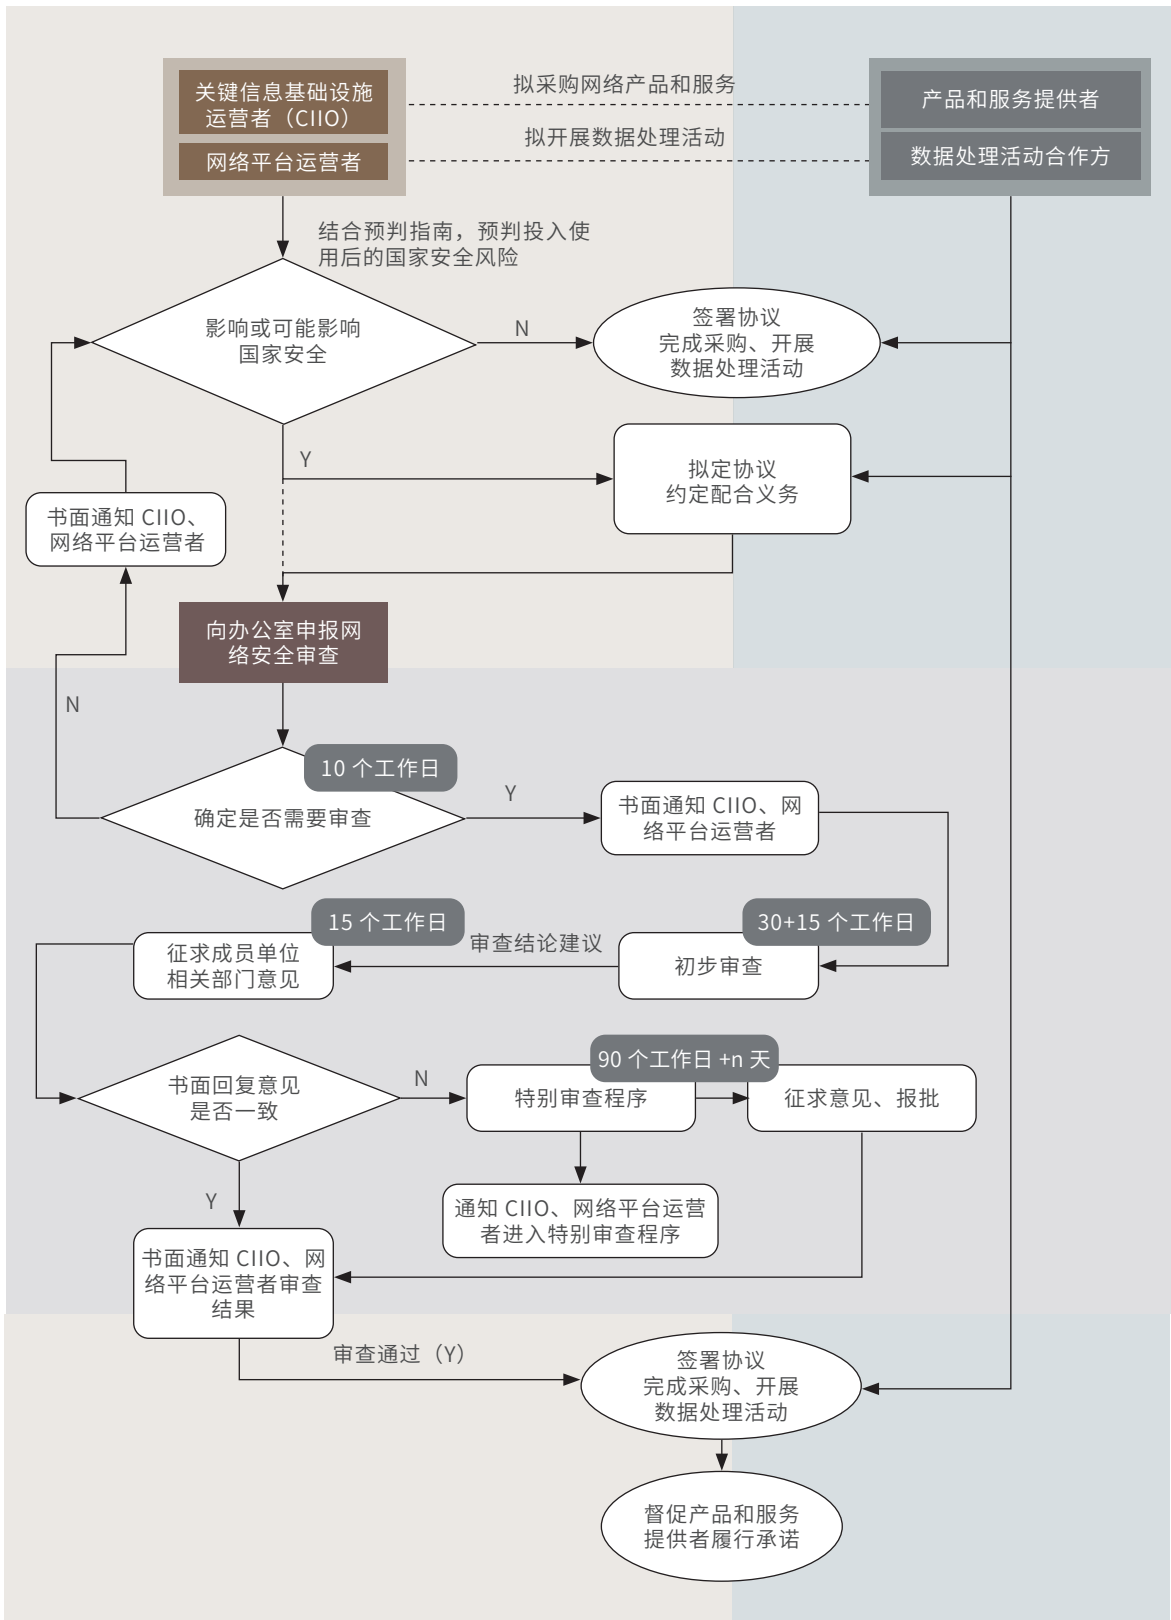 关键信息基础设施
运营者（CIIO）
网络平台运营者
拟采购网络产品和服务
拟开展数据处理活动
产品和服务提供者
数据处理活动合作方
结合预判指南，预判投入使
用后的国家安全风险
影响或可能影响
国家安全
N
签署协议
完成采购、开展
数据处理活动
Y
拟定协议
约定配合义务
书面通知 CIIO、
网络平台运营者
向办公室申报网
络安全审查
N
10 个工作日
确定是否需要审查
Y
书面通知 CIIO、网
络平台运营者
15 个工作日
征求成员单位
相关部门意见
审查结论建议
30+15 个工作日
初步审查
书面回复意见
是否一致
N
90 个工作日 +n 天
特别审查程序
征求意见、报批
Y
通知 CIIO、网络平台运营
者进入特别审查程序
书面通知 CIIO、网
络平台运营者审查
结果
审查通过（Y）
签署协议
完成采购、开展
数据处理活动
督促产品和服务
提供者履行承诺